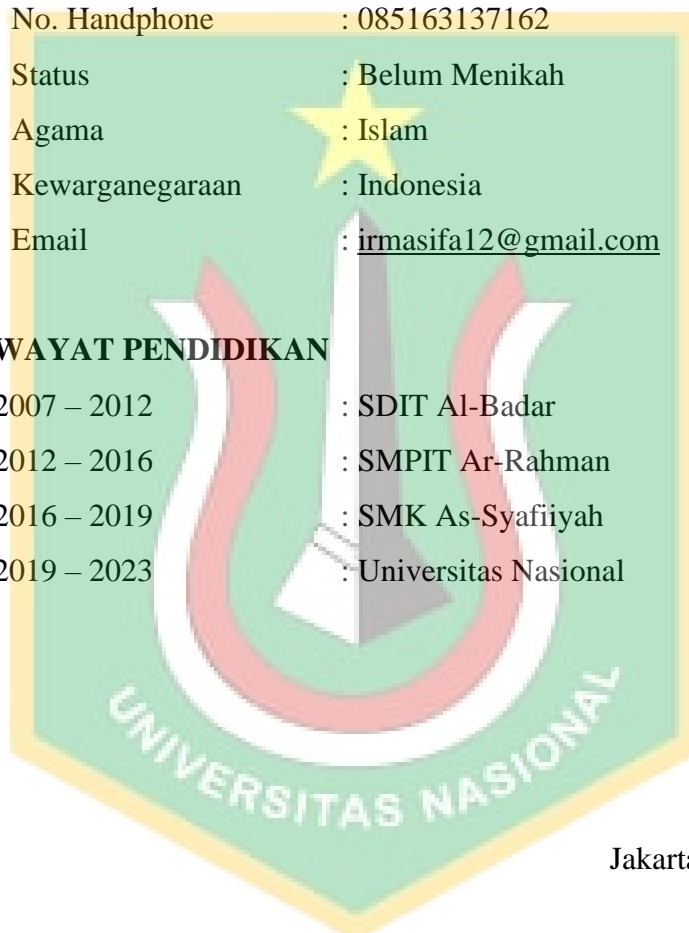 No. Handphone : 085163137162
Status : Belum Menikah
Agama : Islam
Kewarganegaraan : Indonesia
Email : irmasifa12@gmail.com
WAYAT PENDIDIKAN
2007 – 2012 : SDIT Al-Badar
2012 – 2016 : SMPIT Ar-Rahman
2016 – 2019 : SMK As-Syafiiyah
2019 – 2023 : Universitas Nasional
UNIVERSITAS NASIONAL
Jakarta